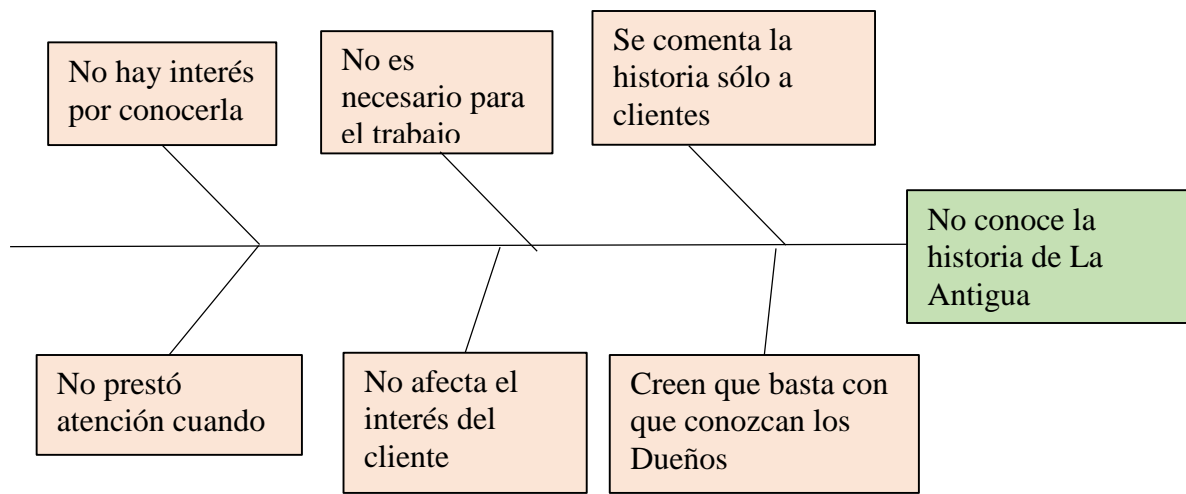 No hay interés
por conocerla
No es
necesario para
el trabajo
Se comenta la
historia sólo a
clientes
No conoce la
historia de La
Antigua
No prestó
atención cuando
No afecta el
interés del
cliente
Creen que basta con
que conozcan los
Dueños